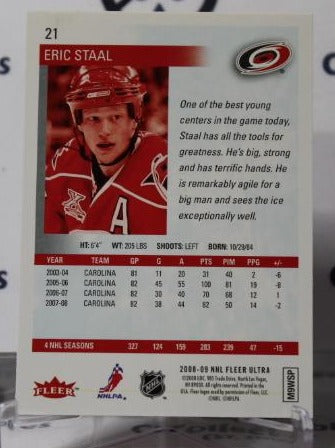 21
ERIC STAAL
One of the best young
centers in the game today,
Staal has all the tools for
greatness. He's big, strong
and has terrific hands. He
is remarkably agile for a
big man and sees the ice
exceptionally well.
A
HT: 6'4" WT: 205 LBS SHOOTS: LEFT BORN: 10/29/84
YEAR TEAM GP G A PTS PIM PPG +/-
2003-04 CAROLINA 81 11 20 31 40 2 -6
2005-06 CAROLINA 82 45 55 100 81 19 -8
2006-07 CAROLINA 82 30 40 70 68 12 1
2007-08 CAROLINA 82 38 44 82 50 14 -2
4 NHL SEASONS 327 124 159 283 239 47 -15
2008-09 NHL FLEER ULTRA
FLEER
NHLPA
NHL
M9WSP